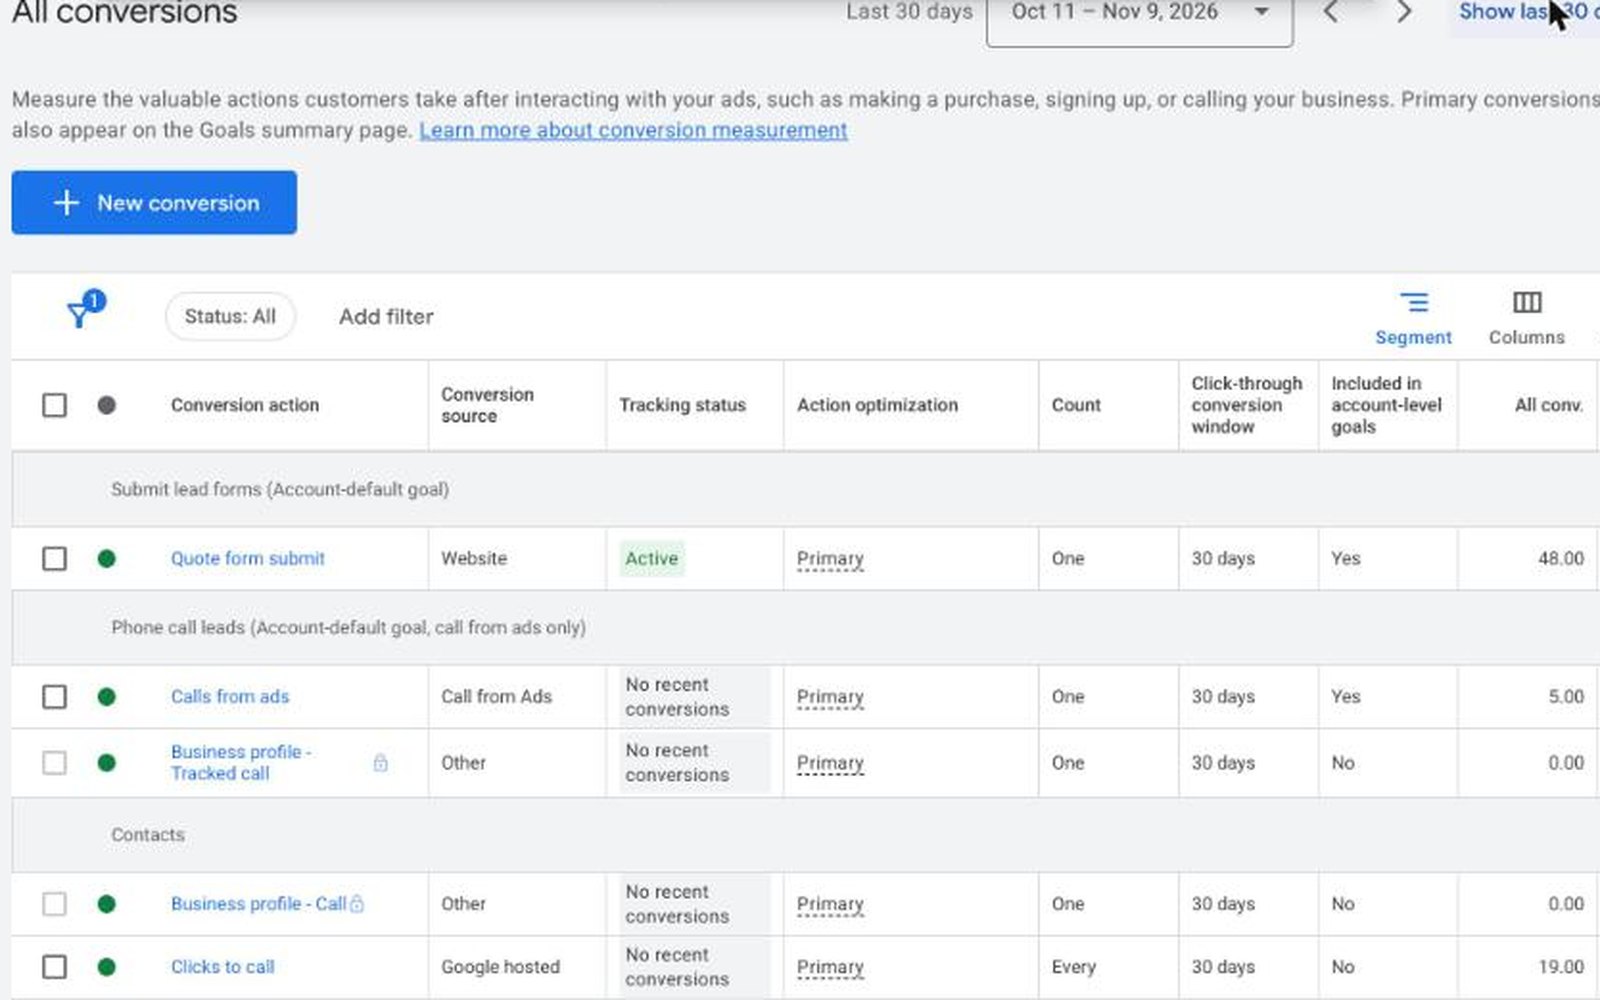 All conversions
Last 30 days
Oct 11 – Nov 9, 2026
Show last 30
Measure the valuable actions customers take after interacting with your ads, such as making a purchase, signing up, or calling your business. Primary conversions
also appear on the Goals summary page. Learn more about conversion measurement
New conversion
1
Status: All
Add filter
Segment
Columns
Conversion action
Conversion
source
Tracking status
Action optimization
Count
Click-through
conversion
window
Included in
account-level
goals
All conv.
Submit lead forms (Account-default goal)
Quote form submit
Website
Active
Primary
One
30 days
Yes
48.00
Phone call leads (Account-default goal, call from ads only)
Calls from ads
Call from Ads
No recent
conversions
Primary
One
30 days
Yes
5.00
Business profile -
Tracked call
Other
No recent
conversions
Primary
One
30 days
No
0.00
Contacts
Business profile - Call
Other
No recent
conversions
Primary
One
30 days
No
0.00
Clicks to call
Google hosted
No recent
conversions
Primary
Every
30 days
No
19.00